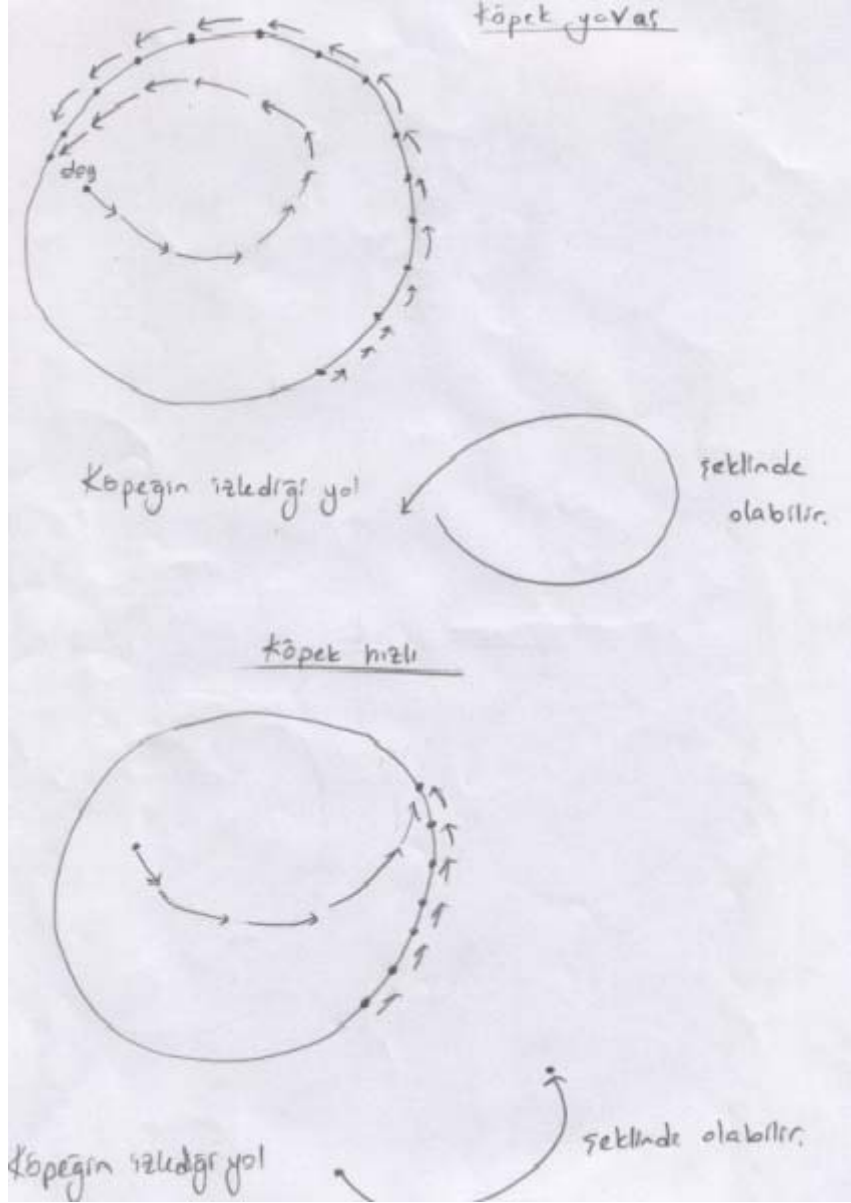 Köpek yavaş
dog
Köpeğin izlediği yol
şeklinde
olabilir.
Köpek hızlı
Köpeğin izlediği yol
şeklinde olabilir.